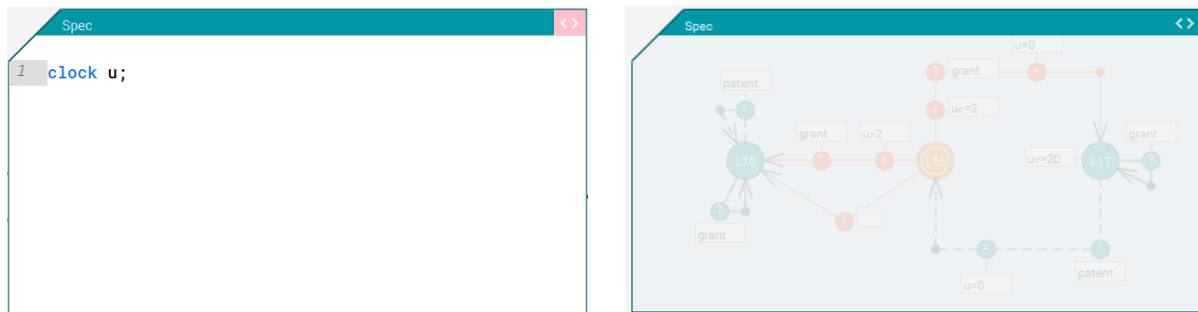 Spec
< >
1 clock u;
Spec
< >
u=0
? grant =
patent
!
= u<=2
grant u>2 grant
L18 ? = L16 u<=20 L17 ?
? ?
grant
= !
patent
u=0